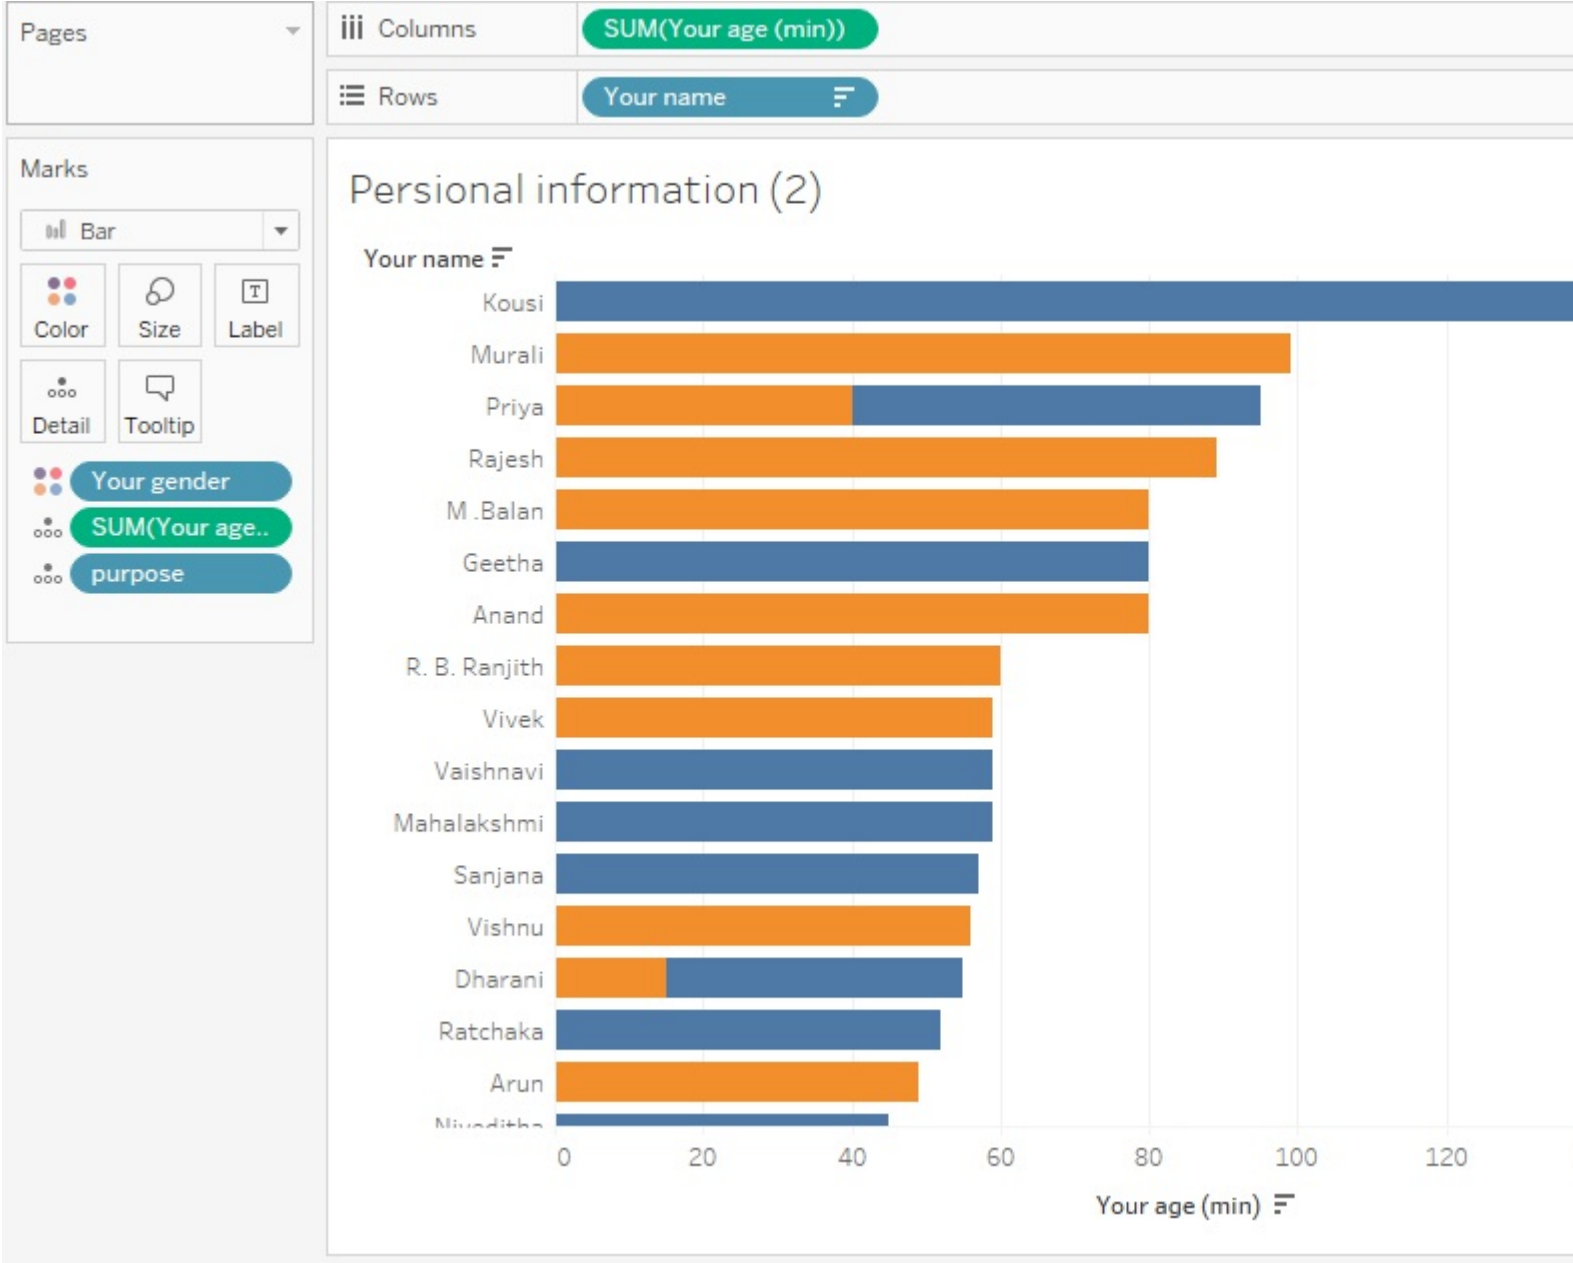 Pages
Columns
SUM(Your age (min))
Rows
Your name
Marks
Bar
Color
Size
T
Label
Detail
Tooltip
Your gender
SUM(Your age..
purpose
Persional information (2)
Your name
Kousi
Murali
Priya
Rajesh
M .Balan
Geetha
Anand
R. B. Ranjith
Vivek
Vaishnavi
Mahalakshmi
Sanjana
Vishnu
Dharani
Ratchaka
Arun
0 20 40 60 80 100 120
Your age (min)